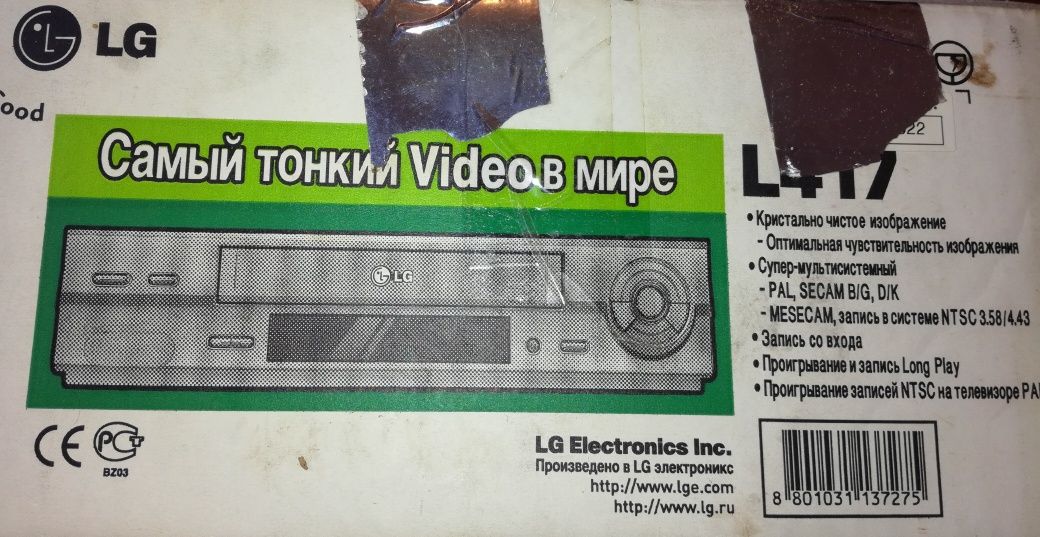 LG
Самый тонкий Video в мире
L417
• Кристально чистое изображение
- Оптимальная чувствительность изображения
• Супер-мультисистемный
- PAL, SECAM B/G, D/K
- MESECAM, запись в системе NTSC 3.58/4.43
• Запись со входа
• Проигрывание и запись Long Play
• Проигрывание записей NTSC на телевизоре
LG
CE
РСТ
BZ03
LG Electronics Inc.
Произведено в LG электроникс
http://www.lge.com
http://www.lg.ru
8 801031 137275